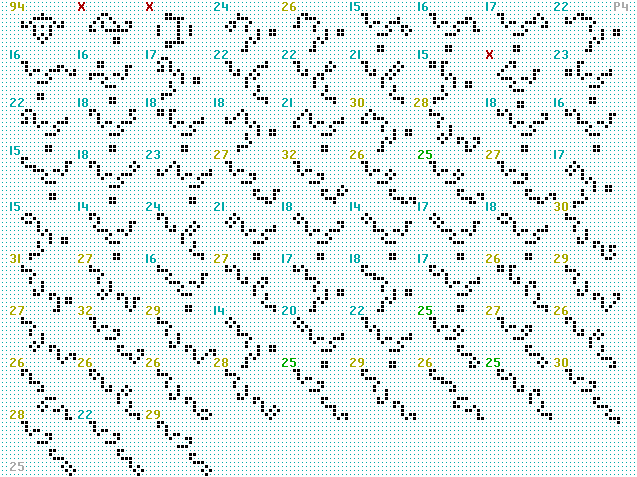 94 X X 24 26 15 16 17 22 P4
16 16 17 22 22 21 15 X 23
22 18 18 18 21 30 28 18 16
15 18 23 27 32 26 25 27 17
15 14 24 21 18 14 17 18 30
31 27 16 27 17 18 17 26 29
27 32 29 14 20 22 25 27 26
26 26 26 28 25 29 26 25 30
28 22 29
25